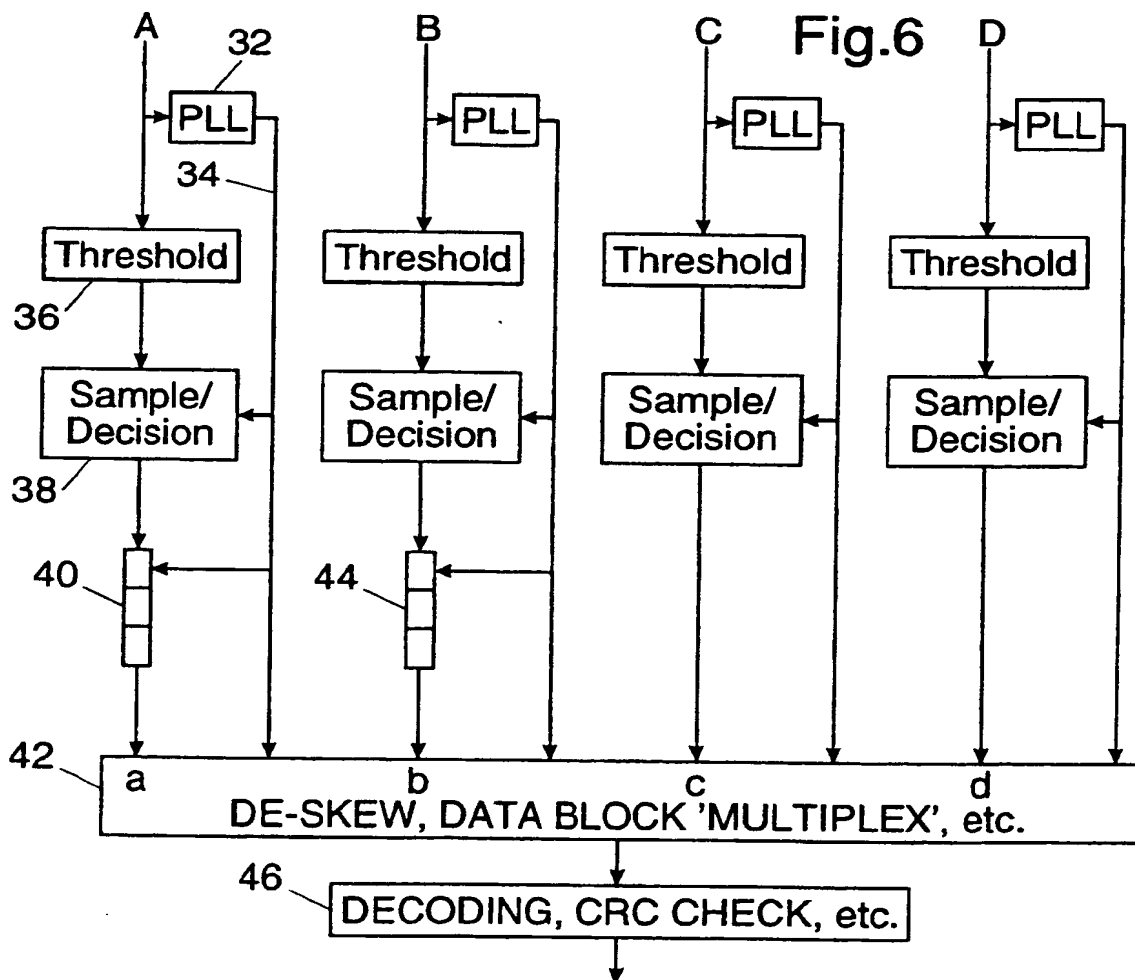 A
B
C
Fig.6
D
32
PLL
PLL
PLL
PLL
34
Threshold
Threshold
Threshold
Threshold
36
Sample/
Decision
Sample/
Decision
Sample/
Decision
Sample/
Decision
38
40
44
42
a
b
c
d
DE-SKEW, DATA BLOCK 'MULTIPLEX', etc.
46
DECODING, CRC CHECK, etc.